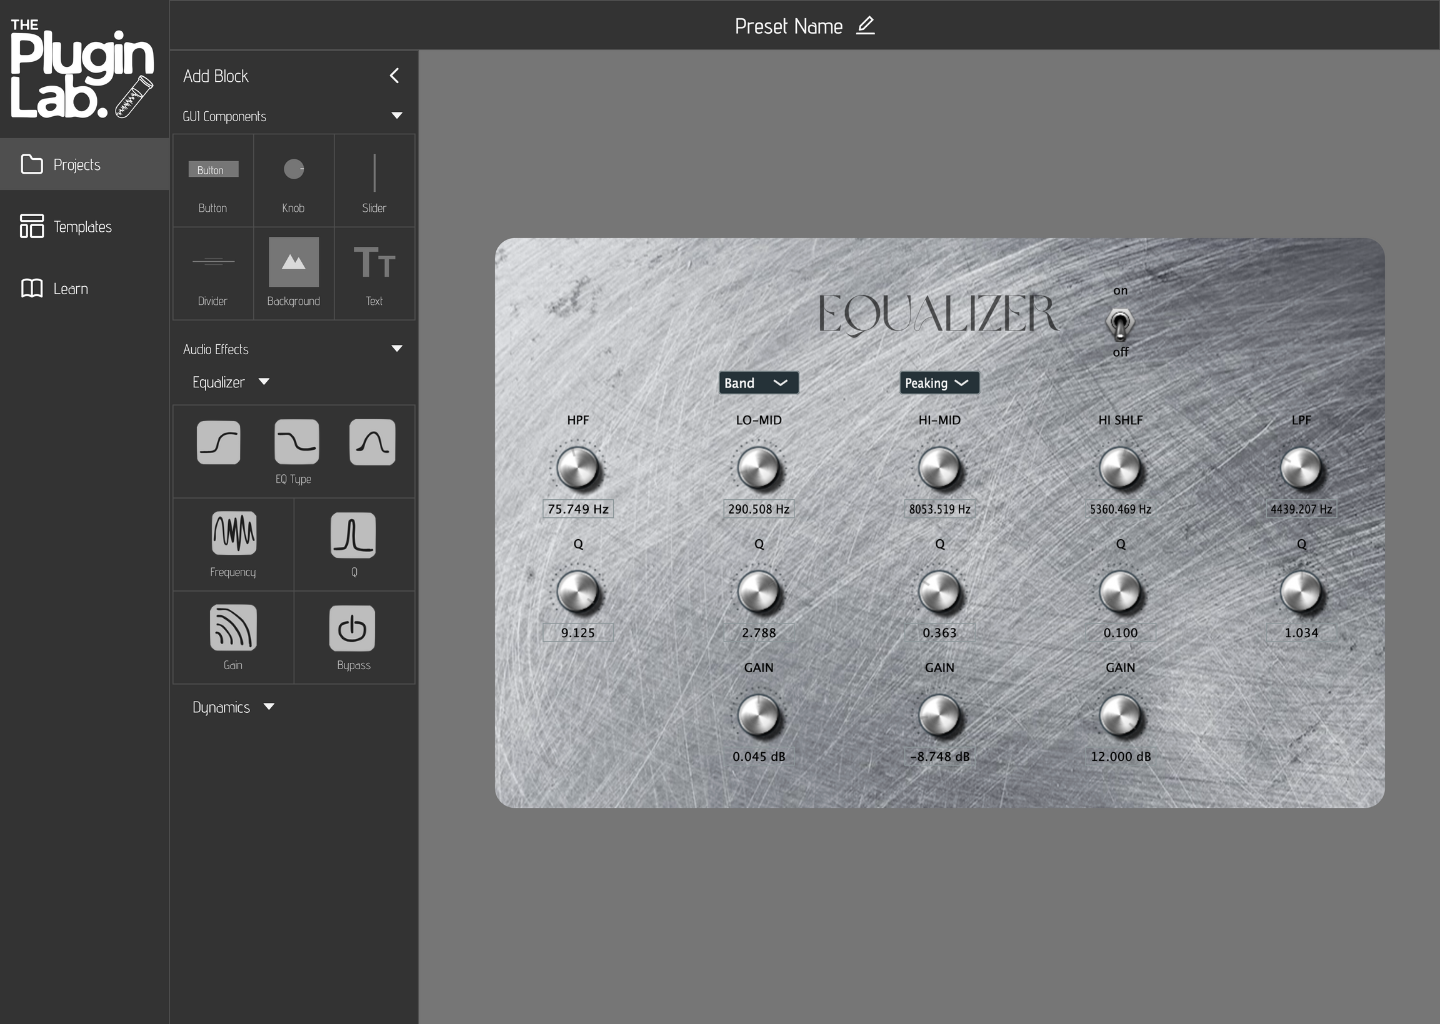 THE
Plugin
Lab.
Preset Name
Projects
Templates
Learn
Add Block
GUI Components
Button
Button Knob Slider
Divider Background Text
Tt
Audio Effects
Equalizer
EQ Type
Frequency Q
Gain Bypass
Dynamics
EQUALIZER
on
off
Band Peaking
HPF LO-MID HI-MID HI SHLF LPF
75.749 Hz 290.508 Hz 8053.519 Hz 5360.469 Hz 4439.207 Hz
Q Q Q Q Q
9.125 2.788 0.363 0.100 1.034
GAIN GAIN GAIN
0.045 dB -8.748 dB 12.000 dB